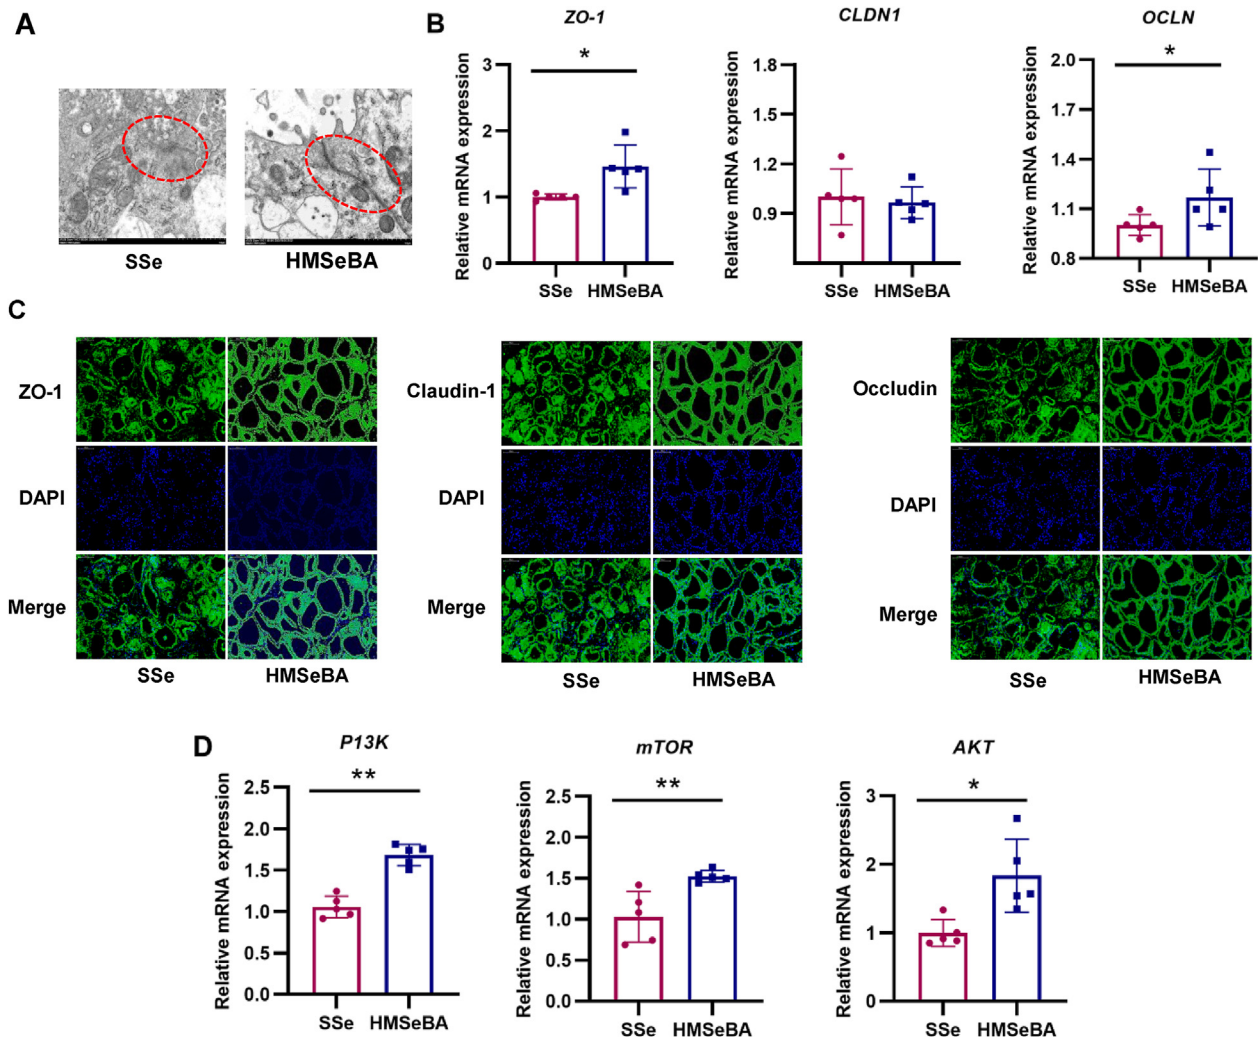 A
SSe
HMSeBA
B
ZO-1
*
Relative mRNA expression
3
2
1
0
SSe
HMSeBA
CLDN1
Relative mRNA expression
1.8
1.5
1.2
0.9
SSe
HMSeBA
OCLN
*
Relative mRNA expression
2.0
1.7
1.4
1.1
0.8
SSe
HMSeBA
C
ZO-1
DAPI
Merge
SSe
HMSeBA
Claudin-1
DAPI
Merge
SSe
HMSeBA
Occludin
DAPI
Merge
SSe
HMSeBA
D
P13K
**
Relative mRNA expression
2.5
2.0
1.5
1.0
0.5
0.0
SSe
HMSeBA
mTOR
**
Relative mRNA expression
2.5
2.0
1.5
1.0
0.5
0.0
SSe
HMSeBA
AKT
*
Relative mRNA expression
3
2
1
0
SSe
HMSeBA